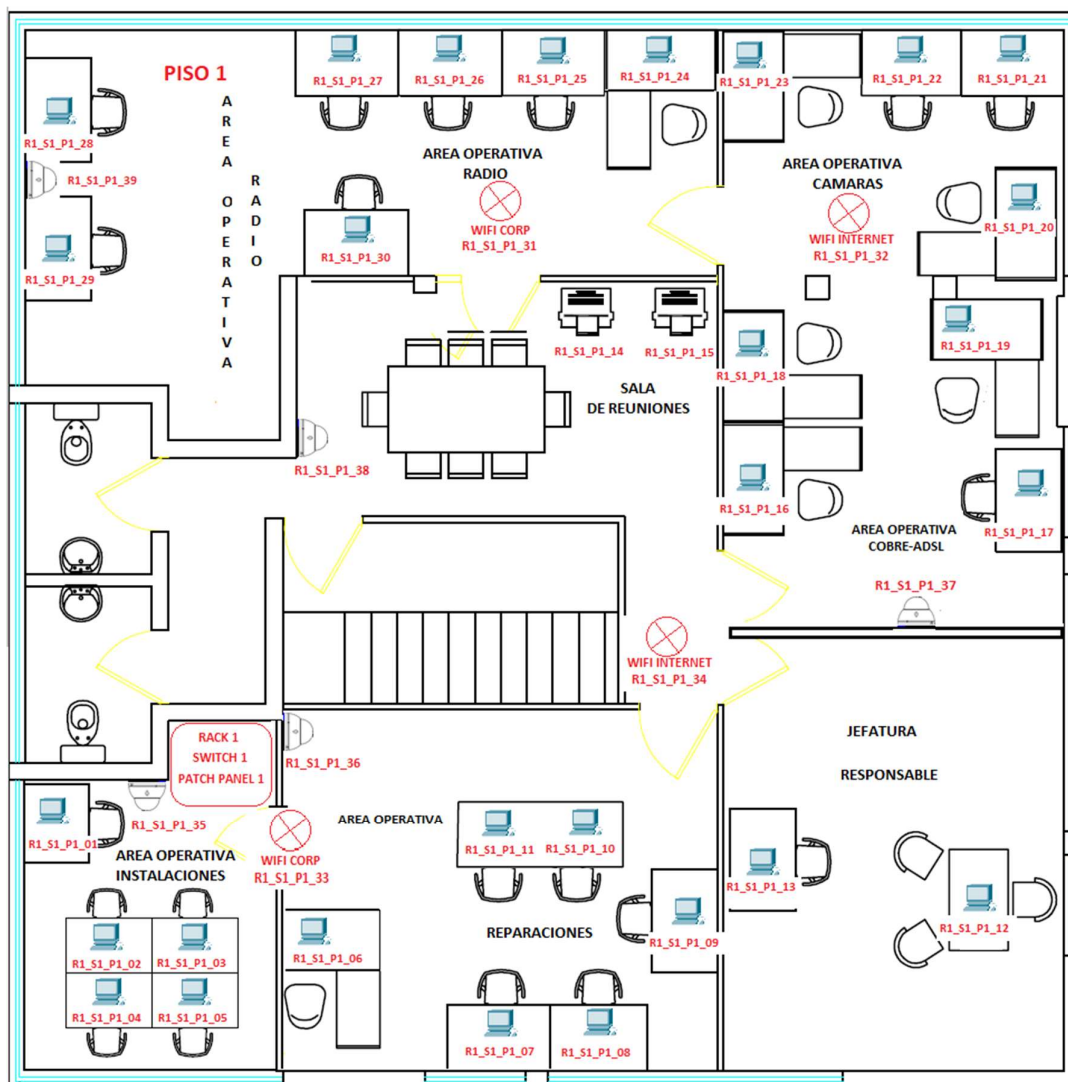 PISO 1
R1_S1_P1_27
R1_S1_P1_26
R1_S1_P1_25
R1_S1_P1_24
R1_S1_P1_23
R1_S1_P1_22
R1_S1_P1_21
R1_S1_P1_28
R1_S1_P1_39
R1_S1_P1_29
AREA OPERATIVA
RADIO
AREA OPERATIVA
RADIO
WIFI CORP
R1_S1_P1_31
R1_S1_P1_30
AREA OPERATIVA
CAMARAS
WIFI INTERNET
R1_S1_P1_32
R1_S1_P1_20
R1_S1_P1_19
R1_S1_P1_14
R1_S1_P1_15
R1_S1_P1_18
SALA
DE REUNIONES
R1_S1_P1_38
R1_S1_P1_16
R1_S1_P1_17
AREA OPERATIVA
COBRE-ADSL
R1_S1_P1_37
WIFI INTERNET
R1_S1_P1_34
RACK 1
SWITCH 1
PATCH PANEL 1
R1_S1_P1_36
R1_S1_P1_35
R1_S1_P1_01
AREA OPERATIVA
INSTALACIONES
WIFI CORP
R1_S1_P1_33
AREA OPERATIVA
REPARACIONES
R1_S1_P1_11
R1_S1_P1_10
JEFATURA
RESPONSABLE
R1_S1_P1_13
R1_S1_P1_12
R1_S1_P1_02
R1_S1_P1_03
R1_S1_P1_04
R1_S1_P1_05
R1_S1_P1_06
R1_S1_P1_09
R1_S1_P1_07
R1_S1_P1_08